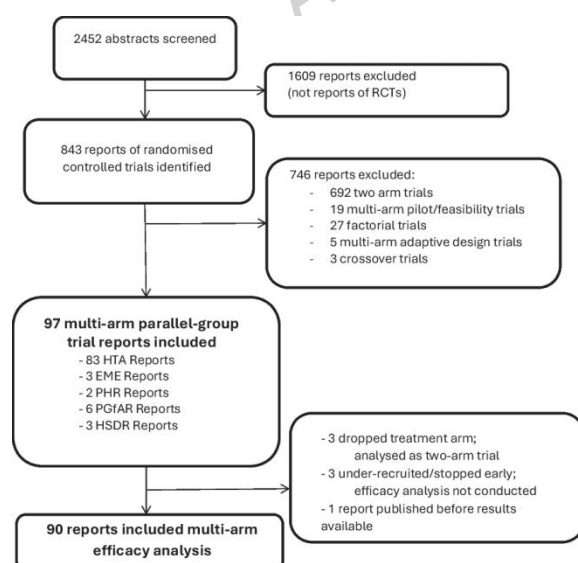 2452 abstracts screened
1609 reports excluded
(not reports of RCTs)
843 reports of randomised
controlled trials identified
746 reports excluded:
- 692 two arm trials
- 19 multi-arm pilot/feasibility trials
- 27 factorial trials
- 5 multi-arm adaptive design trials
- 3 crossover trials
97 multi-arm parallel-group
trial reports included
- 83 HTA Reports
- 3 EME Reports
- 2 PHR Reports
- 6 PGfAR Reports
- 3 HSDR Reports
- 3 dropped treatment arm;
analysed as two-arm trial
- 3 under-recruited/stopped early;
efficacy analysis not conducted
- 1 report published before results
available
90 reports included multi-arm
efficacy analysis